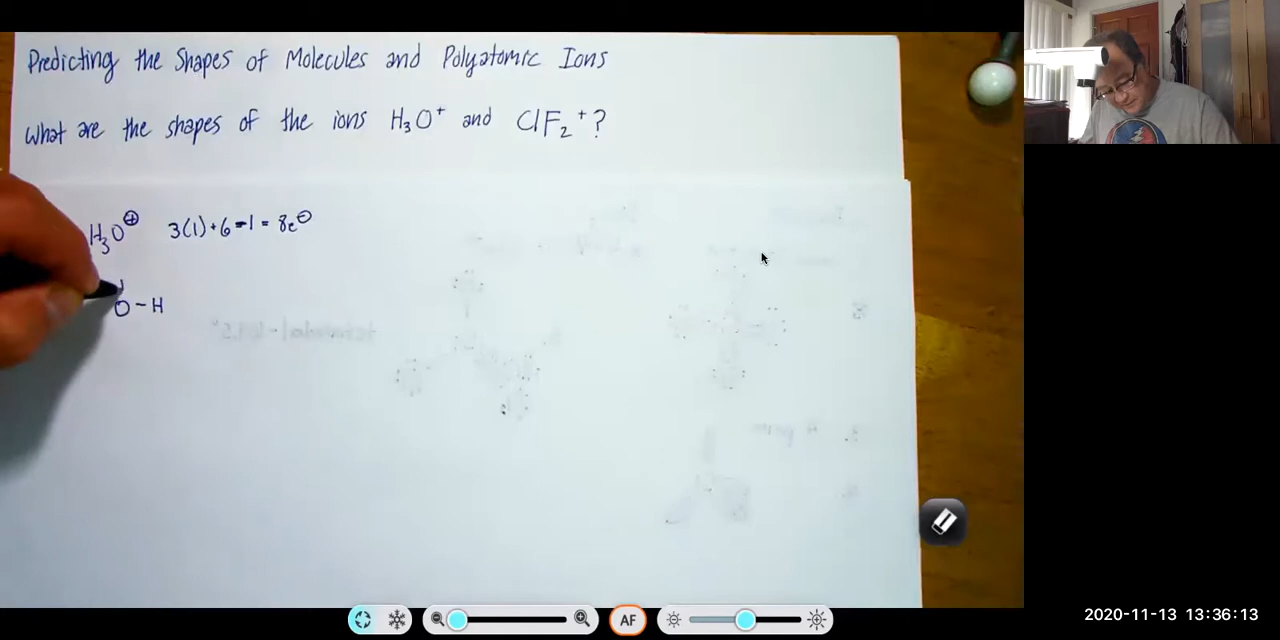 Predicting the Shapes of Molecules and Polyatomic Ions
What are the shapes of the ions H₃O⁺ and ClF₂⁺?
H₃O⊕ 3(1)+6-1=8e⊖
O-H
AF
2020-11-13 13:36:13